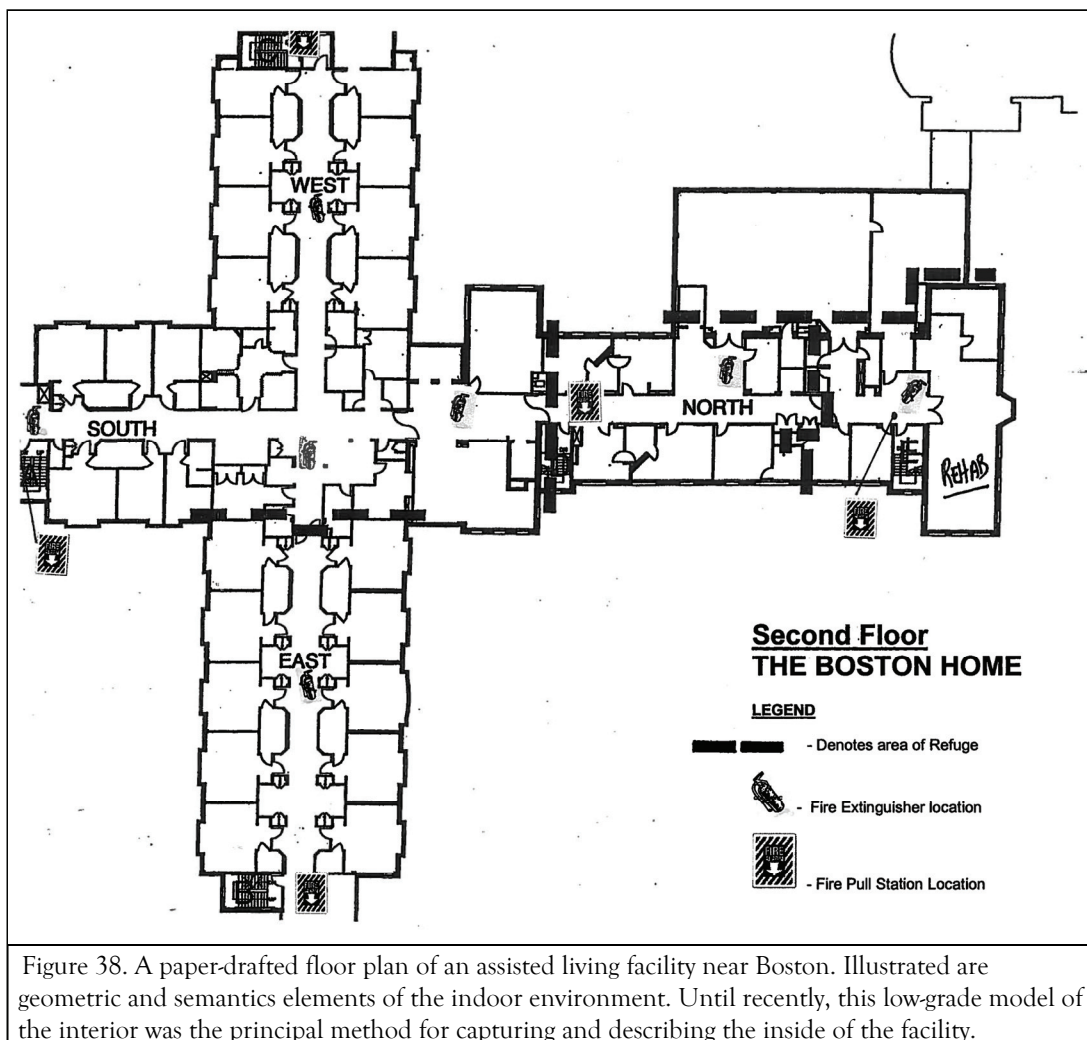 WEST
SOUTH
NORTH
REHAB
EAST
Second Floor
THE BOSTON HOME
LEGEND
- Denotes area of Refuge
- Fire Extinguisher location
FIRE
- Fire Pull Station Location
Figure 38. A paper-drafted floor plan of an assisted living facility near Boston. Illustrated are
geometric and semantics elements of the indoor environment. Until recently, this low-grade model of
the interior was the principal method for capturing and describing the inside of the facility.